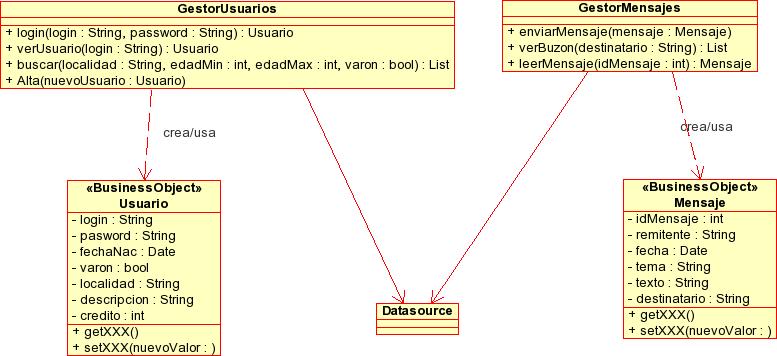 GestorUsuarios
+ login(login : String, password : String) : Usuario
+ verUsuario(login : String) : Usuario
+ buscar(localidad : String, edadMin : int, edadMax : int, varon : bool) : List
+ Alta(nuevoUsuario : Usuario)
GestorMensajes
+ enviarMensaje(mensaje : Mensaje)
+ verBuzon(destinatario : String) : List
+ leerMensaje(idMensaje : int) : Mensaje
crea/usa
crea/usa
«BusinessObject»
Usuario
- login : String
- pasword : String
- fechaNac : Date
- varon : bool
- localidad : String
- descripcion : String
- credito : int
+ getXXX()
+ setXXX(nuevoValor : )
Datasource
«BusinessObject»
Mensaje
- idMensaje : int
- remitente : String
- fecha : Date
- tema : String
- texto : String
- destinatario : String
+ getXXX()
+ setXXX(nuevoValor : )